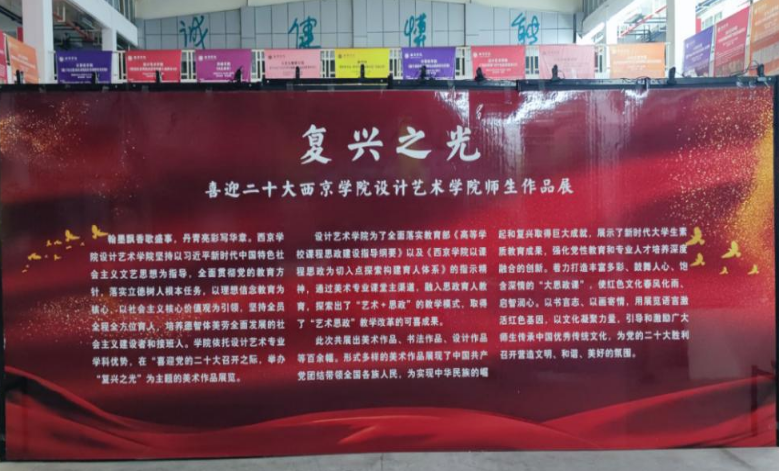 诚 健 情 能
复兴之光
喜迎二十大西京学院设计艺术学院师生作品展
翰墨飘香歌盛事，丹青亮彩写华章。西京学
院设计艺术学院坚持以习近平新时代中国特色社
会主义文艺思想为指导，全面贯彻党的教育方
针，落实立德树人根本任务，以理想信念教育为
核心，以社会主义核心价值观为引领，坚持全员
全程全方位育人，培养德智体美劳全面发展的社
会主义建设者和接班人。学院依托设计艺术专业
学科优势，在“喜迎党的二十大召开之际，举办
“复兴之光”为主题的美术作品展览。
设计艺术学院为了全面落实教育部《高等学
校课程思政建设指导纲要》以及《西京学院以课
程思政为切入点探索构建育人体系》的指示精
神，通过美术专业课堂主渠道，融入思政育人教
育，探索出了“艺术+思政”的教学模式，取得
了“艺术思政”教学改革的可喜成果。
此次共展出美术作品、书法作品、设计作品
等百余幅。形式多样的美术作品展现了中国共产
党团结带领全国各族人民，为实现中华民族的崛
起和复兴取得巨大成就，展示了新时代大学生素
质教育成果，强化党性教育和专业人才培养深度
融合的创新。着力打造丰富多彩、鼓舞人心、饱
含深情的“大思政课”，使红色文化春风化雨、
启智润心。以书言志、以画寄情，用展览语言激
活红色基因，以文化凝聚力量，引导和激励广大
师生传承中国优秀传统文化，为党的二十大胜利
召开营造文明、和谐、美好的氛围。